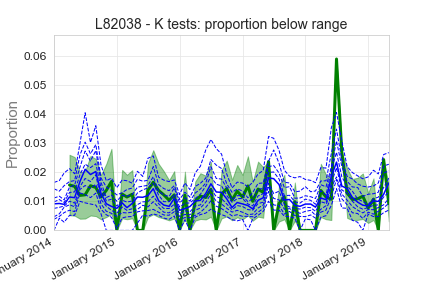 L82038 - K tests: proportion below range
Proportion
0.06
0.05
0.04
0.03
0.02
0.01
0.00
2014
January 2015
January 2016
January 2017
January 2018
January 2019